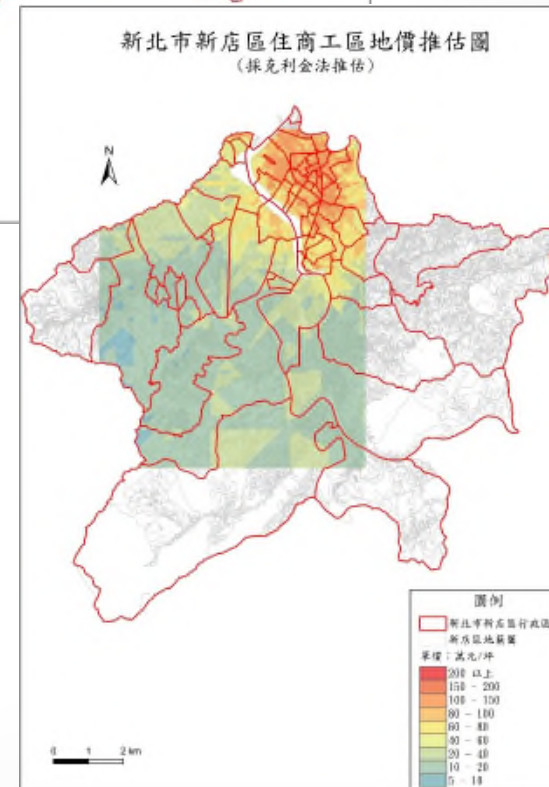 新北市新店區住商工區地價推估圖
(採克利金法推估)
N
0 1 2 km
圖例
新北市新店區行政區
新店區地籍圖
單位：萬元/坪
200 以上
150 - 200
100 - 150
80 - 100
60 - 80
40 - 60
20 - 40
10 - 20
5 - 10